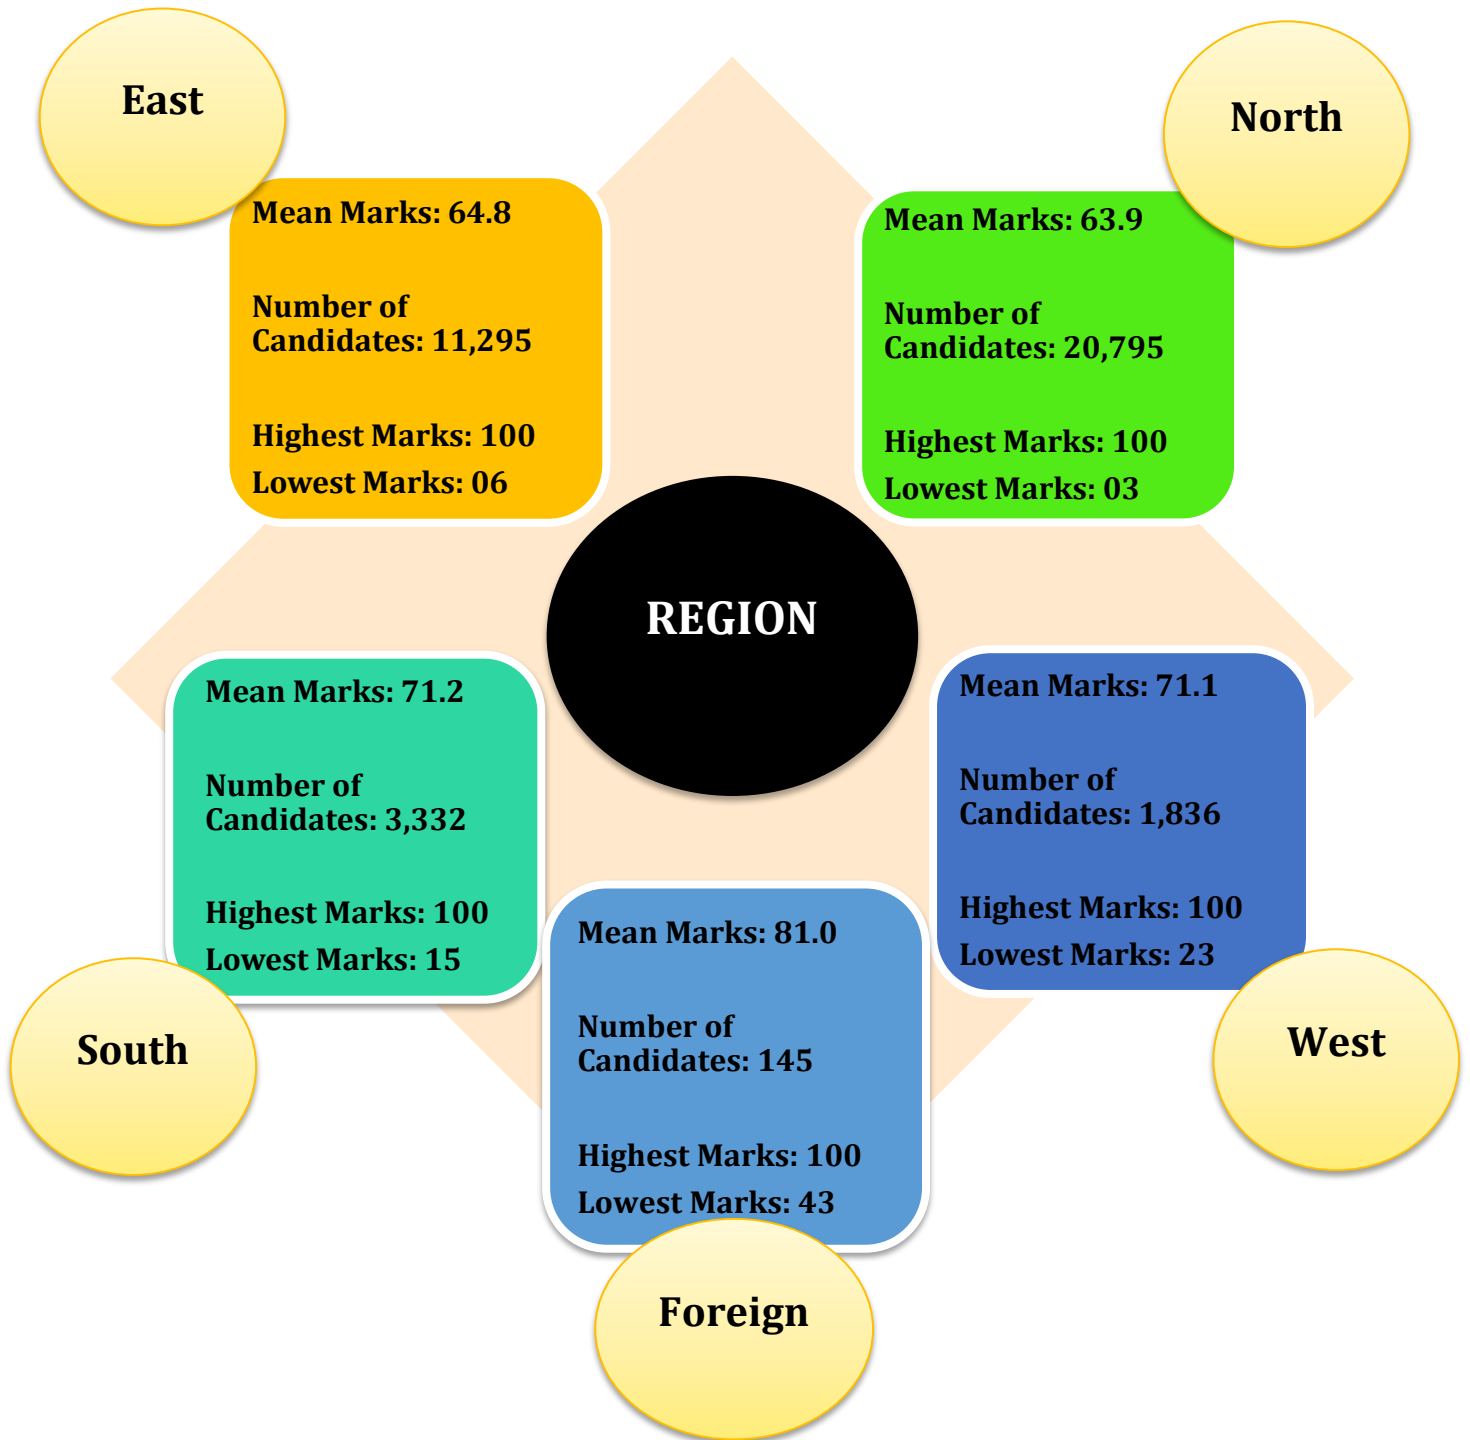 East
Mean Marks: 64.8
Number of
Candidates: 11,295
Highest Marks: 100
Lowest Marks: 06
North
Mean Marks: 63.9
Number of
Candidates: 20,795
Highest Marks: 100
Lowest Marks: 03
REGION
Mean Marks: 71.2
Number of
Candidates: 3,332
Highest Marks: 100
Lowest Marks: 15
South
Mean Marks: 71.1
Number of
Candidates: 1,836
Highest Marks: 100
Lowest Marks: 23
West
Mean Marks: 81.0
Number of
Candidates: 145
Highest Marks: 100
Lowest Marks: 43
Foreign